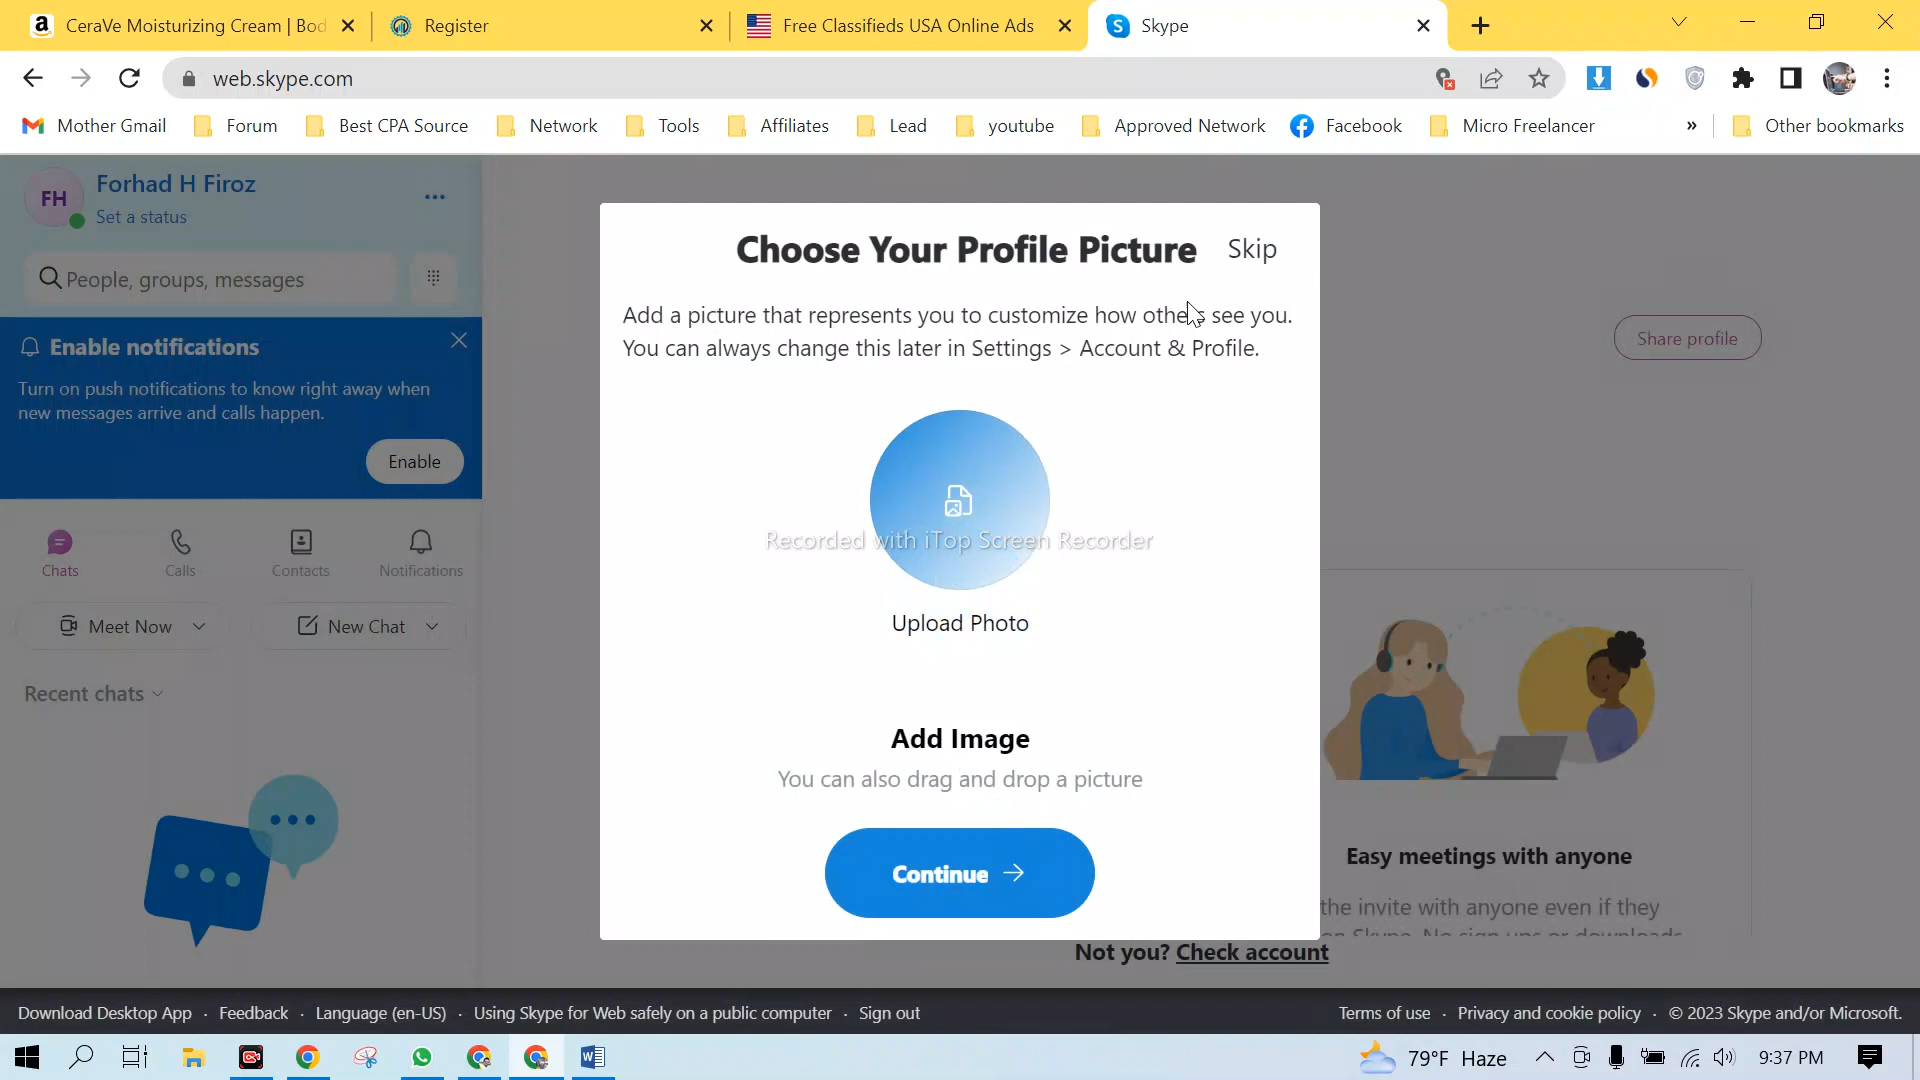 CeraVe Moisturizing Cream | Bod
Register
Free Classifieds USA Online Ads
Skype
web.skype.com
Mother Gmail
Forum
Best CPA Source
Network
Tools
Affiliates
Lead
youtube
Approved Network
Facebook
Micro Freelancer
»
Other bookmarks
FH
Forhad H Firoz
Set a status
People, groups, messages
Enable notifications
Turn on push notifications to know right away when
new messages arrive and calls happen.
Enable
Chats
Calls
Contacts
Notifications
Meet Now
New Chat
Recent chats
Choose Your Profile Picture
Skip
Add a picture that represents you to customize how others see you.
You can always change this later in Settings > Account & Profile.
Recorded with iTop Screen Recorder
Upload Photo
Add Image
You can also drag and drop a picture
Continue
Share profile
Easy meetings with anyone
the invite with anyone even if they
on Skype. No sign ups or downloads
Not you? Check account
Download Desktop App · Feedback · Language (en-US) · Using Skype for Web safely on a public computer · Sign out
Terms of use · Privacy and cookie policy · © 2023 Skype and/or Microsoft.
79°F Haze
9:37 PM